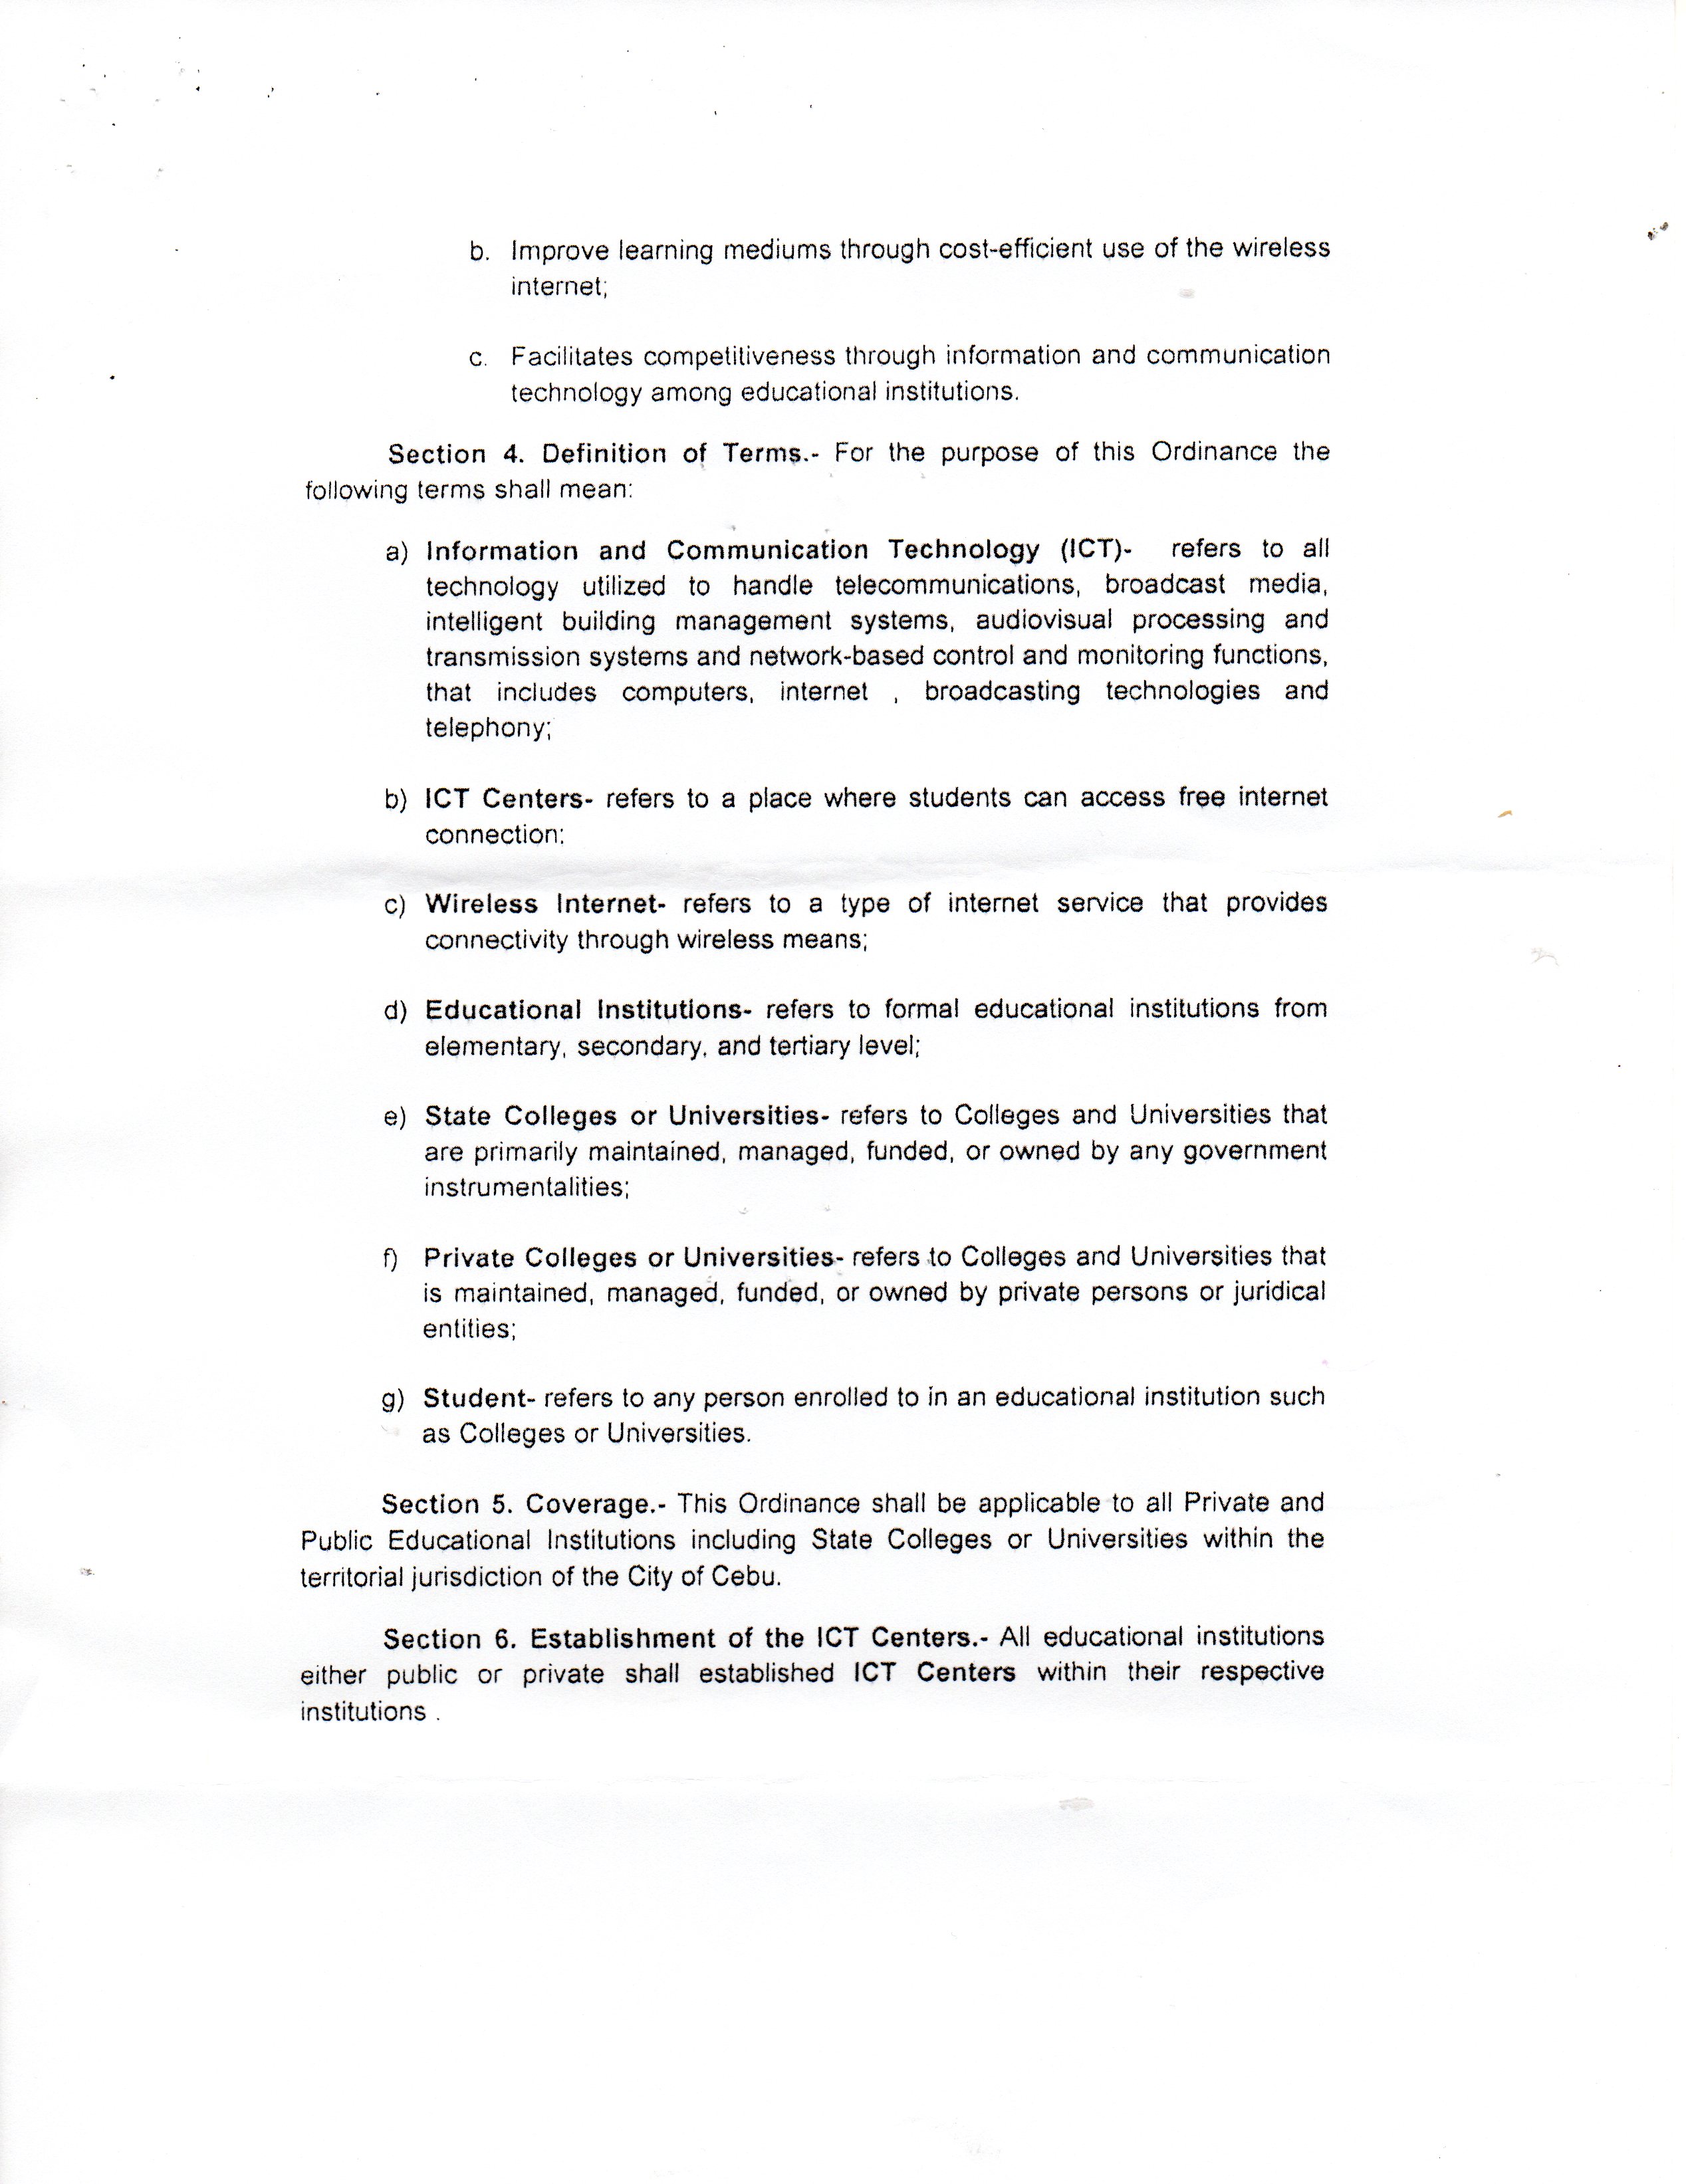 b. Improve learning mediums through cost-efficient use of the wireless
internet;
c. Facilitates competitiveness through information and communication
technology among educational institutions.
Section 4. Definition of Terms.- For the purpose of this Ordinance the
following terms shall mean:
a) Information and Communication Technology (ICT)- refers to all
technology utilized to handle telecommunications, broadcast media,
intelligent building management systems, audiovisual processing and
transmission systems and network-based control and monitoring functions,
that includes computers, internet , broadcasting technologies and
telephony;
b) ICT Centers- refers to a place where students can access free internet
connection;
c) Wireless Internet- refers to a type of internet service that provides
connectivity through wireless means;
d) Educational Institutions- refers to formal educational institutions from
elementary, secondary, and tertiary level;
e) State Colleges or Universities- refers to Colleges and Universities that
are primarily maintained, managed, funded, or owned by any government
instrumentalities;
f) Private Colleges or Universities- refers to Colleges and Universities that
is maintained, managed, funded, or owned by private persons or juridical
entities;
g) Student- refers to any person enrolled to in an educational institution such
as Colleges or Universities.
Section 5. Coverage.- This Ordinance shall be applicable to all Private and
Public Educational Institutions including State Colleges or Universities within the
territorial jurisdiction of the City of Cebu.
Section 6. Establishment of the ICT Centers.- All educational institutions
either public or private shall established ICT Centers within their respective
institutions .